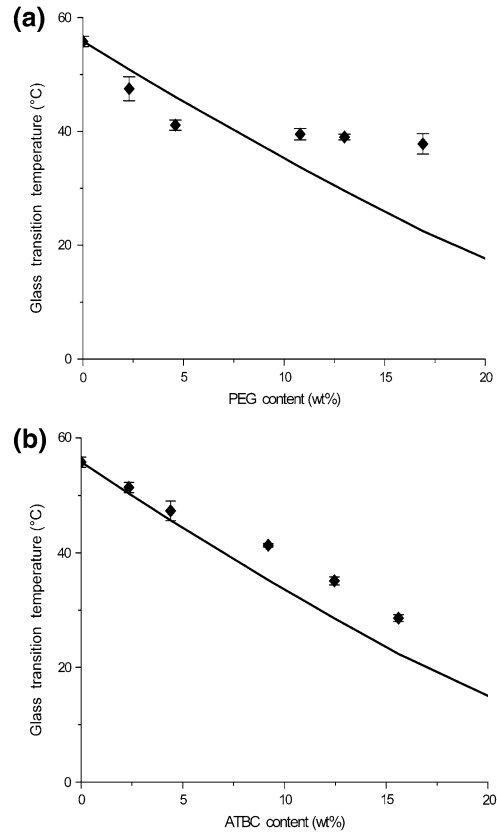 (a)
60
40
20
0
Glass transition temperature (°C)
0 5 10 15 20
PEG content (wt%)
(b)
60
40
20
0
Glass transition temperature (°C)
0 5 10 15 20
ATBC content (wt%)